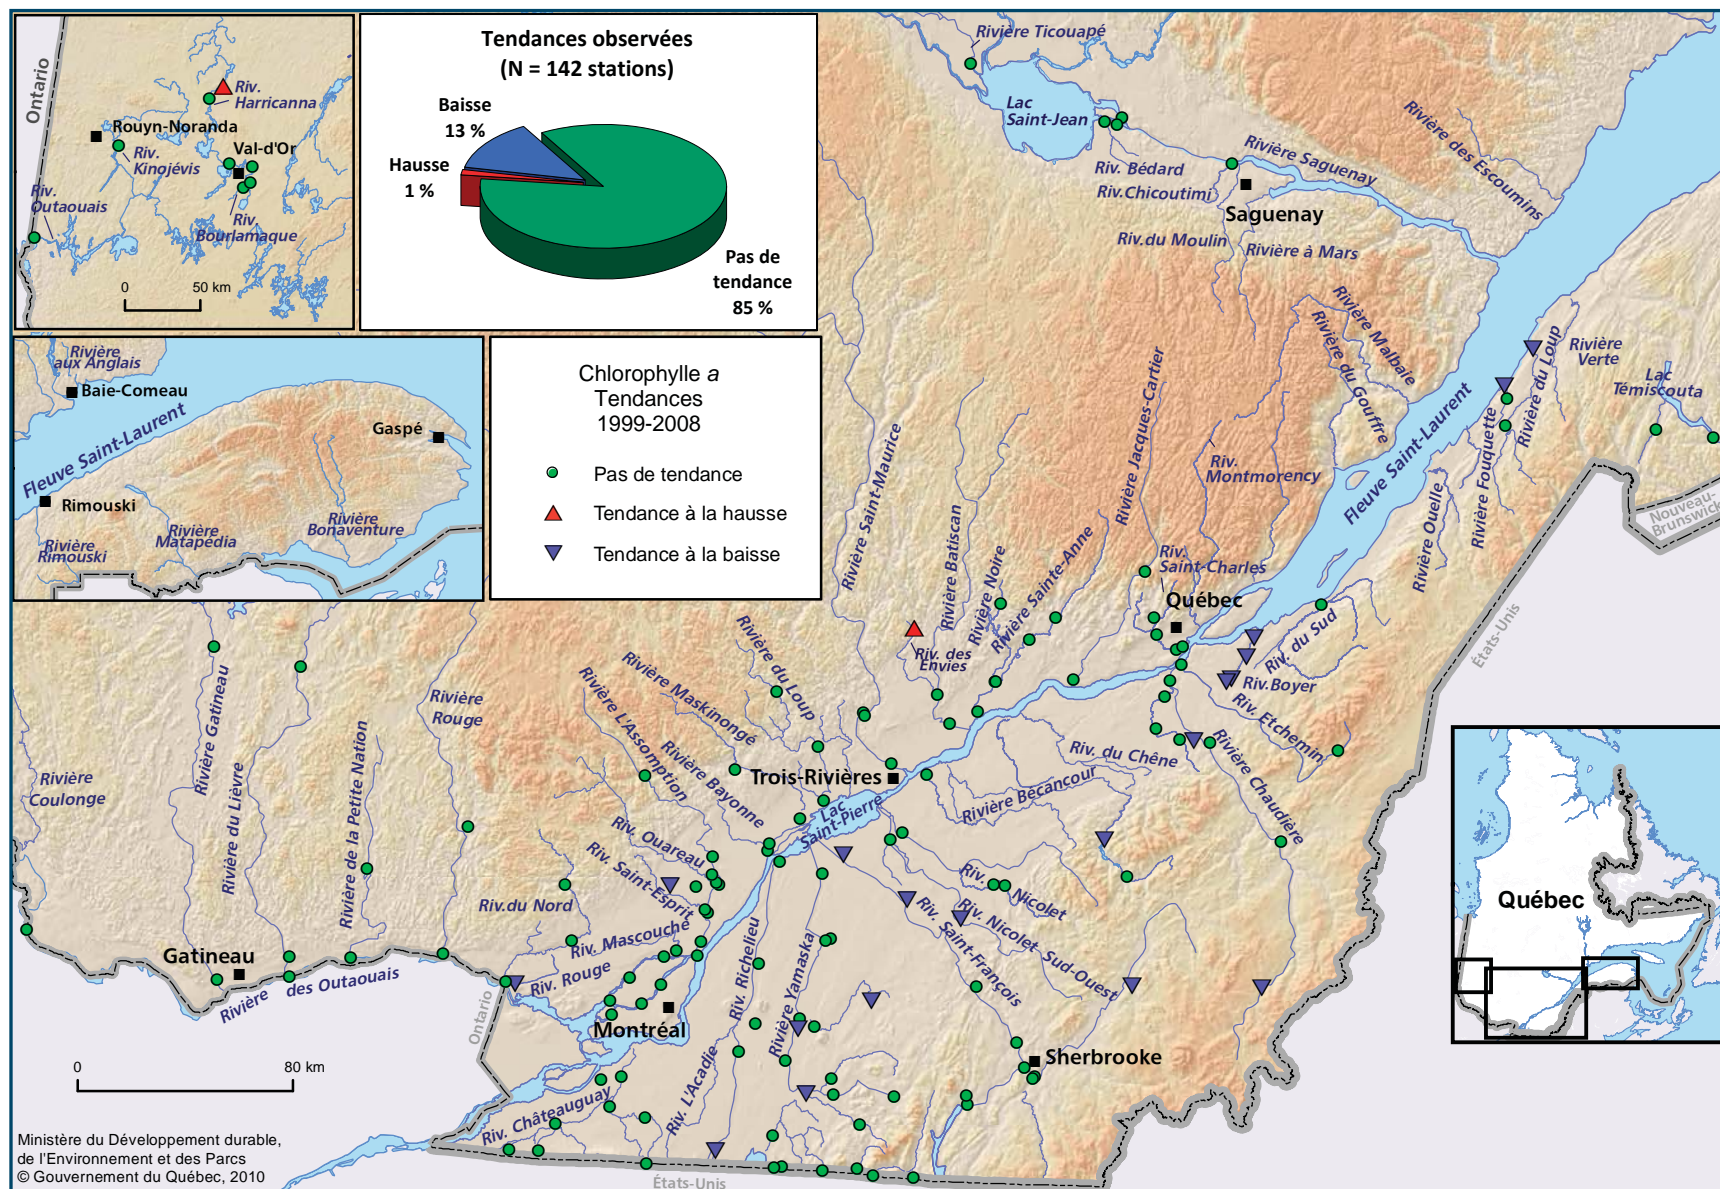 Ontario
Riv.
Harricanna
Rouyn-Noranda
Val-d'Or
Riv.
Kinojévis
Riv.
Outaouais
Riv.
Bourlamaque
0 50 km
Tendances observées
(N = 142 stations)
Baisse
13 %
Hausse
1 %
Pas de
tendance
85 %
Rivière
aux Anglais
Baie-Comeau
Fleuve Saint-Laurent
Gaspé
Rimouski
Rivière
Rimouski
Rivière
Matapédia
Rivière
Bonaventure
Chlorophylle a
Tendances
1999-2008
Pas de tendance
Tendance à la hausse
Tendance à la baisse
Rivière Ticouapé
Lac
Saint-Jean
Riv. Bédard
Riv.Chicoutimi
Rivière Saguenay
Rivière des Escoumins
Saguenay
Riv.du Moulin
Rivière à Mars
Rivière Malbaie
Rivière du Gouffre
Rivière du Loup
Rivière
Verte
Lac
Témiscouta
Rivière Fouquette
Rivière Ouelle
Fleuve Saint-Laurent
Nouveau-
Brunswick
États-Unis
Rivière Saint-Maurice
Rivière Batiscan
Rivière Noire
Rivière Sainte-Anne
Rivière Jacques-Cartier
Riv.
Montmorency
Riv.
Saint-Charles
Québec
Riv. des
Envies
Riv. du Sud
Riv.Boyer
Riv. Etchemin
Rivière Chaudière
Riv. du Chêne
Rivière Bécancour
Rivière
Coulonge
Rivière Gatineau
Rivière du Lièvre
Rivière de la Petite Nation
Rivière
Rouge
Rivière du Loup
Rivière Maskinongé
Rivière L'Assomption
Rivière Bayonne
Trois-Rivières
Lac
Saint-Pierre
Riv. Ouareau
Riv. Saint-Esprit
Riv.du Nord
Riv. Mascouche
Riv. Rouge
Gatineau
Rivière des Outaouais
Ontario
Montréal
Riv. Richelieu
Rivière Yamaska
Riv.
Saint-François
Riv. Nicolet
Riv. Nicolet Sud-Ouest
Sherbrooke
Riv. L'Acadie
Riv. Châteauguay
États-Unis
0 80 km
Ministère du Développement durable,
de l'Environnement et des Parcs
© Gouvernement du Québec, 2010
Québec